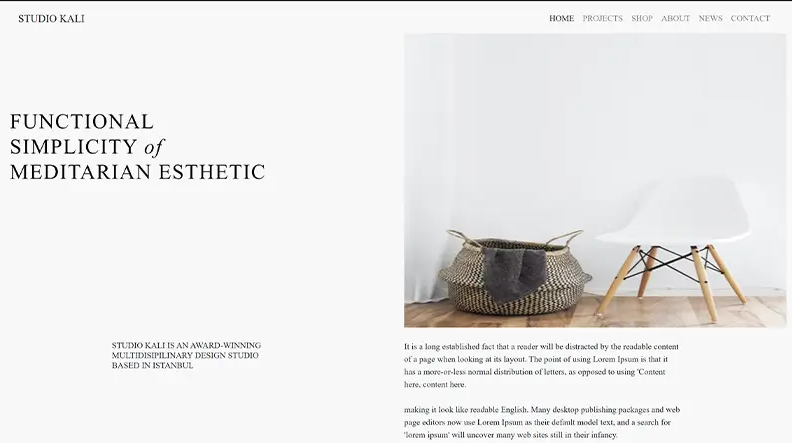 STUDIO KALI
HOME PROJECTS SHOP ABOUT NEWS CONTACT
FUNCTIONAL
SIMPLICITY of
MEDITARIAN ESTHETIC
STUDIO KALI IS AN AWARD-WINNING
MULTIDISIPILINARY DESIGN STUDIO
BASED IN ISTANBUL
It is a long established fact that a reader will be distracted by the readable content
of a page when looking at its layout. The point of using Lorem Ipsum is that it
has a more-or-less normal distribution of letters, as opposed to using 'Content
here, content here.
making it look like readable English. Many desktop publishing packages and web
page editors now use Lorem Ipsum as their default model text, and a search for
'lorem ipsum' will uncover many web sites still in their infancy.